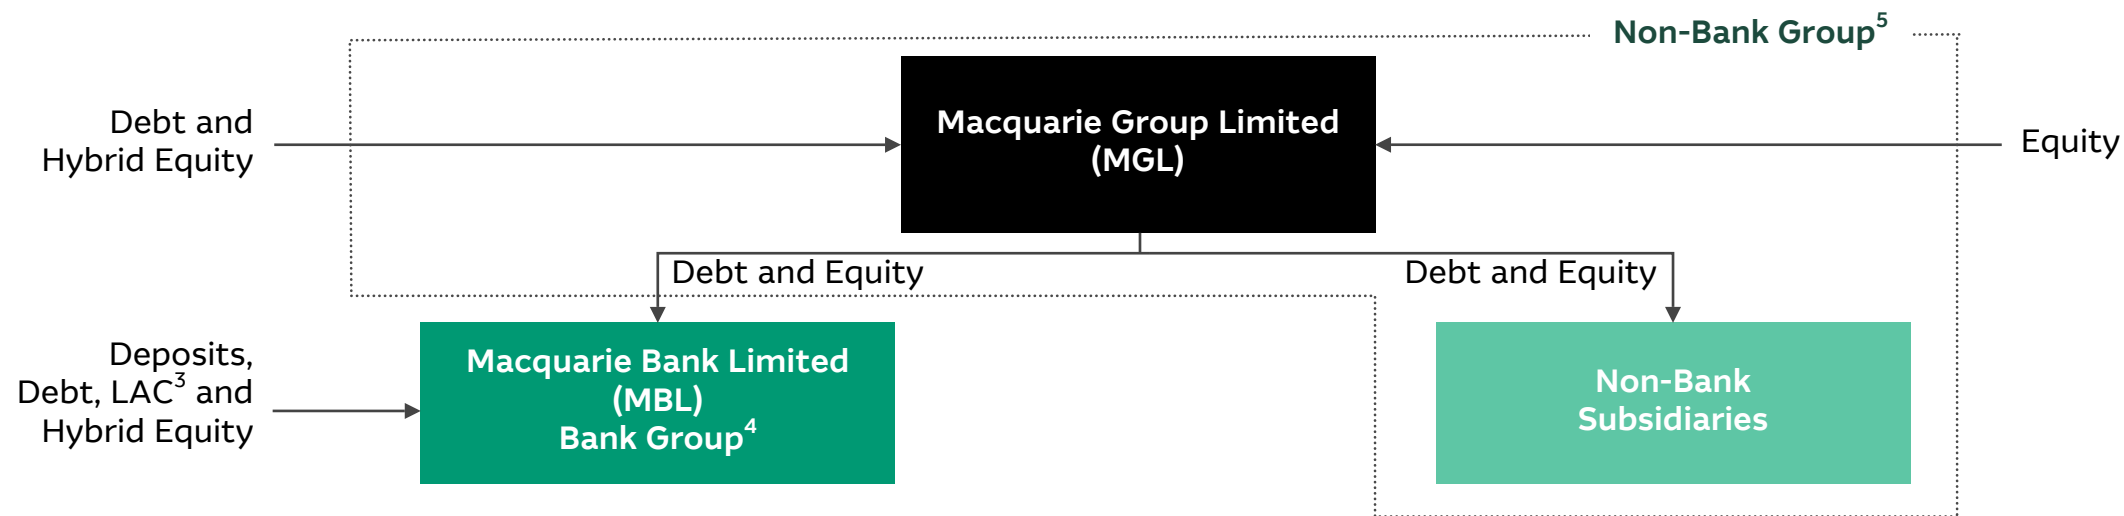 Non-Bank Group⁵
Debt and
Hybrid Equity
Macquarie Group Limited
(MGL)
Equity
Debt and Equity
Debt and Equity
Deposits,
Debt, LAC³ and
Hybrid Equity
Macquarie Bank Limited
(MBL)
Bank Group⁴
Non-Bank
Subsidiaries